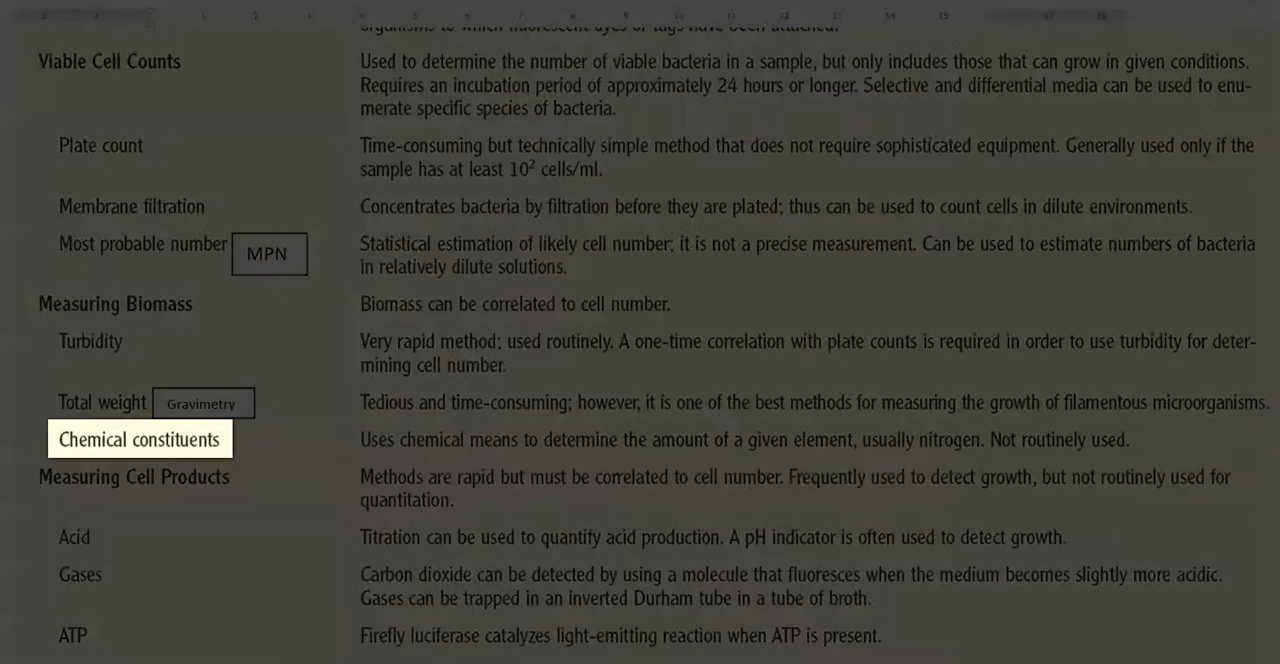 organisms to which fluorescent dyes or tags have been attached.
Viable Cell Counts
Used to determine the number of viable bacteria in a sample, but only includes those that can grow in given conditions.
Requires an incubation period of approximately 24 hours or longer. Selective and differential media can be used to enu-
merate specific species of bacteria.
Plate count
Time-consuming but technically simple method that does not require sophisticated equipment. Generally used only if the
sample has at least 10² cells/ml.
Membrane filtration
Concentrates bacteria by filtration before they are plated; thus can be used to count cells in dilute environments.
Most probable number
MPN
Statistical estimation of likely cell number; it is not a precise measurement. Can be used to estimate numbers of bacteria
in relatively dilute solutions.
Measuring Biomass
Biomass can be correlated to cell number.
Turbidity
Very rapid method; used routinely. A one-time correlation with plate counts is required in order to use turbidity for deter-
mining cell number.
Total weight
Gravimetry
Tedious and time-consuming; however, it is one of the best methods for measuring the growth of filamentous microorganisms.
Chemical constituents
Uses chemical means to determine the amount of a given element, usually nitrogen. Not routinely used.
Measuring Cell Products
Methods are rapid but must be correlated to cell number. Frequently used to detect growth, but not routinely used for
quantitation.
Acid
Titration can be used to quantify acid production. A pH indicator is often used to detect growth.
Gases
Carbon dioxide can be detected by using a molecule that fluoresces when the medium becomes slightly more acidic.
Gases can be trapped in an inverted Durham tube in a tube of broth.
ATP
Firefly luciferase catalyzes light-emitting reaction when ATP is present.